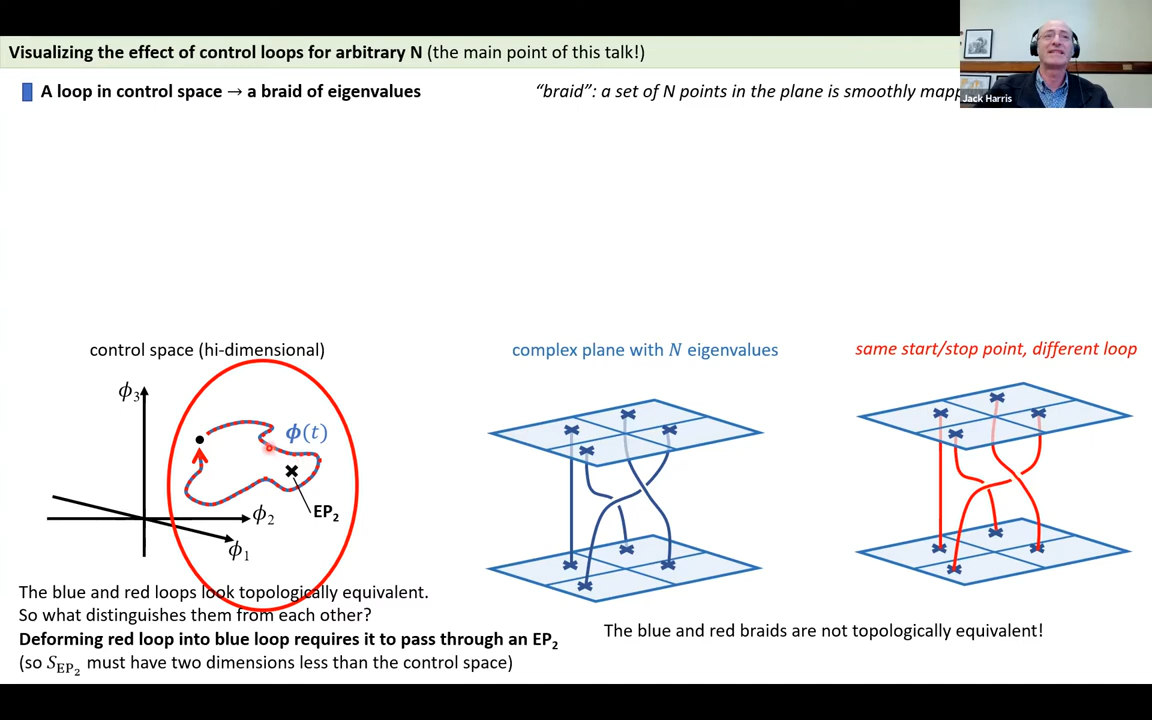 Visualizing the effect of control loops for arbitrary N (the main point of this talk!)
A loop in control space → a braid of eigenvalues
"braid": a set of N points in the plane is smoothly mapp
Jack Harris
control space (hi-dimensional)
complex plane with N eigenvalues
same start/stop point, different loop
ϕ₃
ϕ(t)
EP₂
ϕ₂
ϕ₁
The blue and red loops look topologically equivalent.
So what distinguishes them from each other?
Deforming red loop into blue loop requires it to pass through an EP₂
(so S_EP₂ must have two dimensions less than the control space)
The blue and red braids are not topologically equivalent!